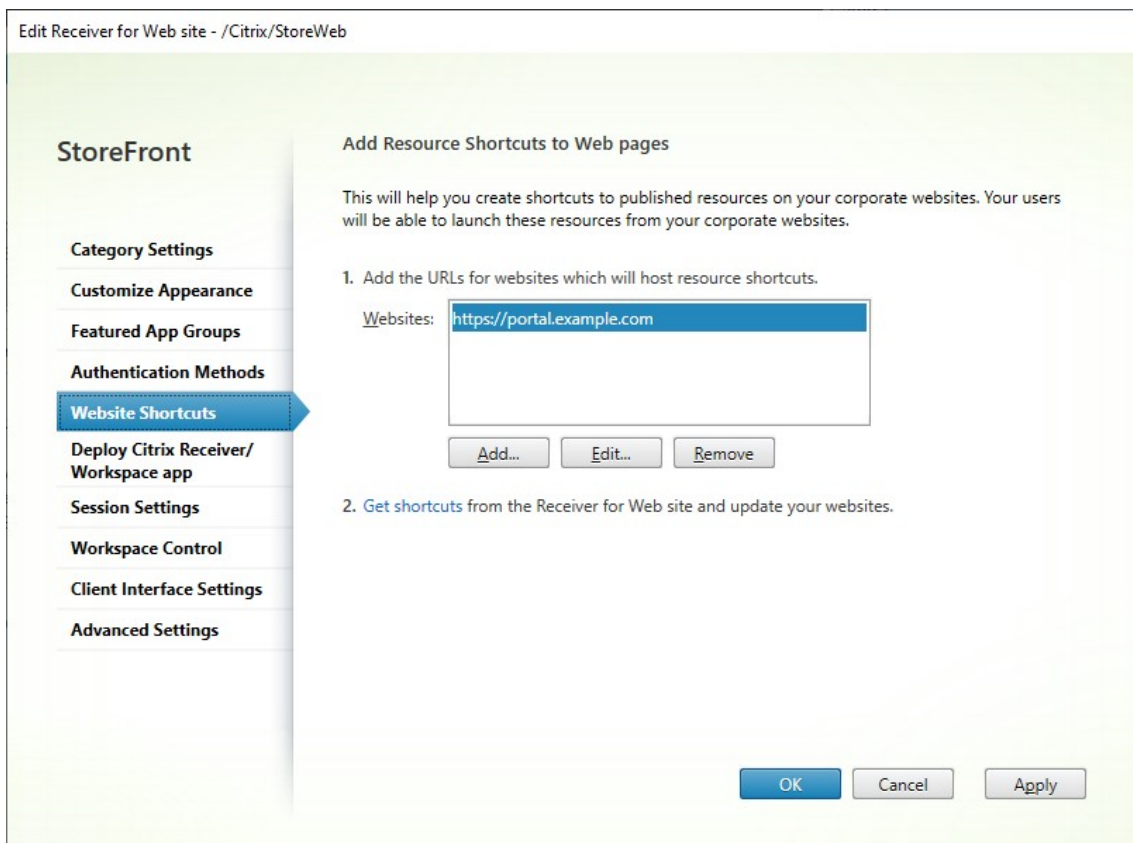 Edit Receiver for Web site - /Citrix/StoreWeb
StoreFront
Category Settings
Customize Appearance
Featured App Groups
Authentication Methods
Website Shortcuts
Deploy Citrix Receiver/
Workspace app
Session Settings
Workspace Control
Client Interface Settings
Advanced Settings
Add Resource Shortcuts to Web pages
This will help you create shortcuts to published resources on your corporate websites. Your users
will be able to launch these resources from your corporate websites.
1. Add the URLs for websites which will host resource shortcuts.
Websites: https://portal.example.com
Add... Edit... Remove
2. Get shortcuts from the Receiver for Web site and update your websites.
OK Cancel Apply